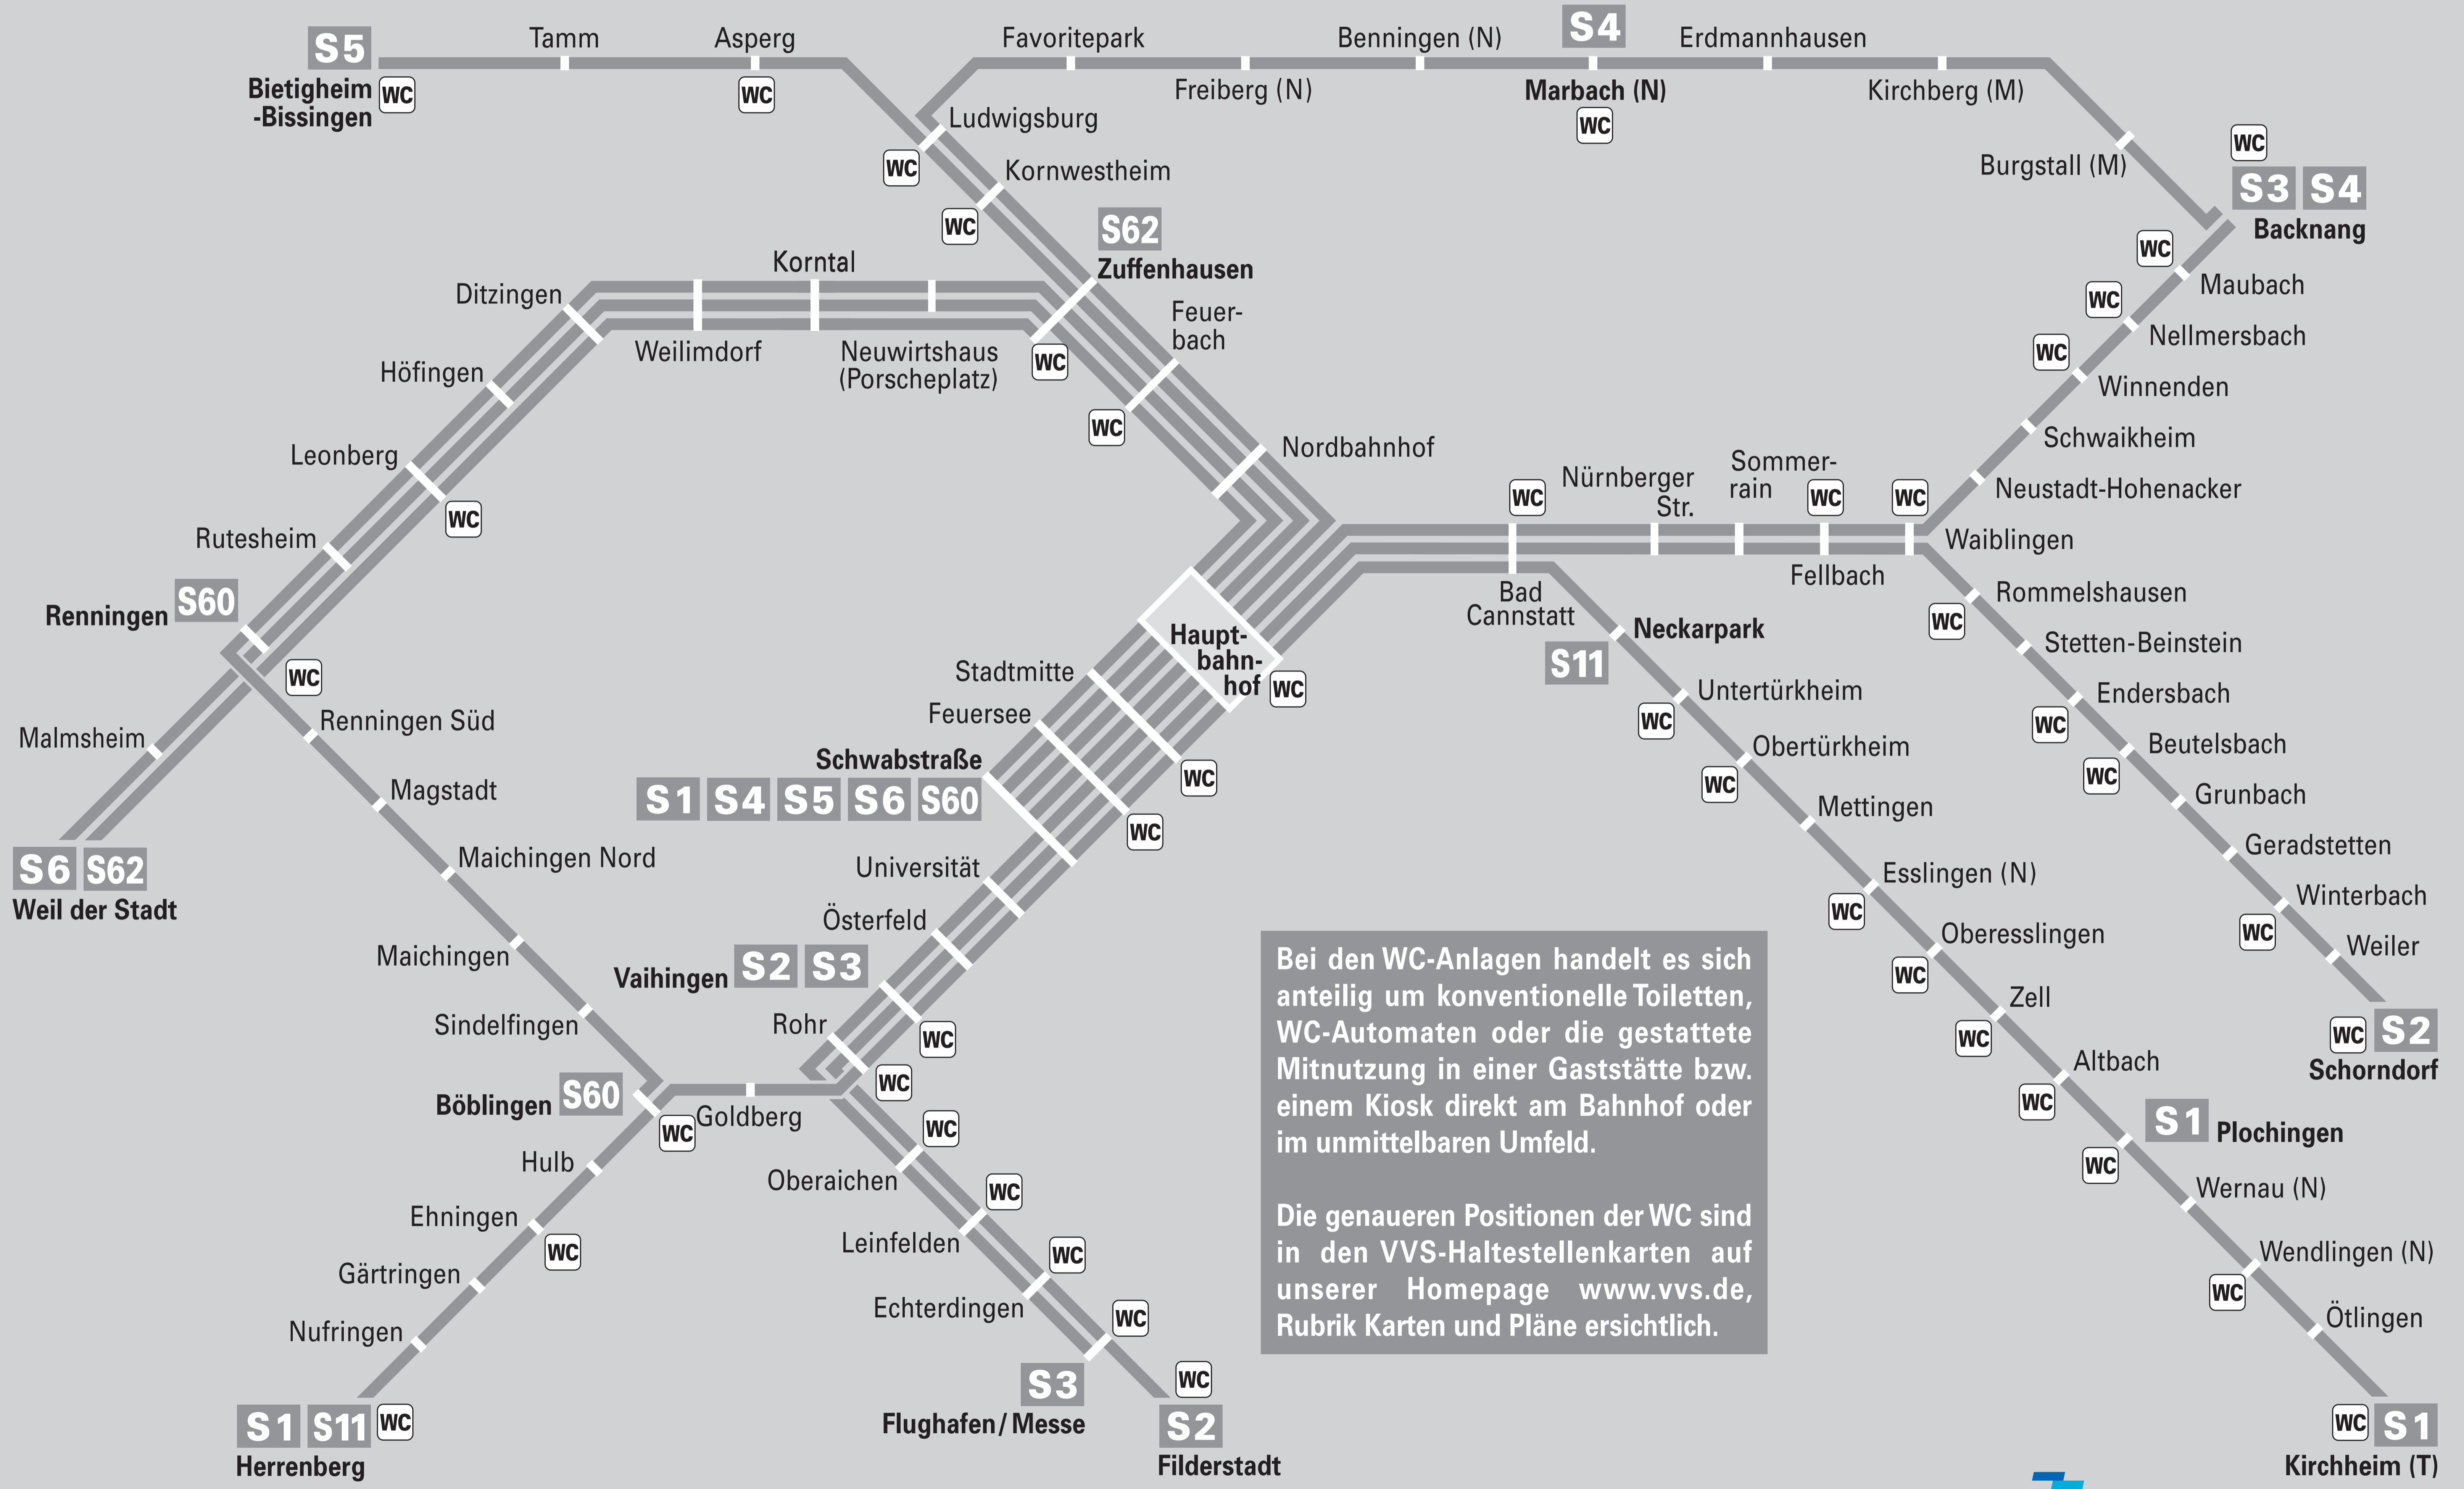 S5
Bietigheim
-Bissingen
WC
Tamm
Asperg
WC
Favoritepark
Freiberg (N)
Benningen (N)
S4
Marbach (N)
WC
Erdmannhausen
Kirchberg (M)
Burgstall (M)
WC
S3 S4
Backnang
Ludwigsburg
WC
Kornwestheim
WC
S62
Zuffenhausen
WC
Feuer-
bach
WC
Nordbahnhof
Korntal
Neuwirtshaus
(Porscheplatz)
Weilimdorf
Ditzingen
Höfingen
Leonberg
WC
Rutesheim
Renningen
S60
WC
Malmsheim
S6 S62
Weil der Stadt
Renningen Süd
Magstadt
Maichingen Nord
Maichingen
Sindelfingen
Böblingen
S60
WC
Goldberg
Hulb
Ehningen
WC
Gärtringen
Nufringen
S1 S11 WC
Herrenberg
Haupt-
bahn-
hof
WC
Stadtmitte
WC
Feuersee
WC
Schwabstraße
S1 S4 S5 S6 S60
Universität
Österfeld
Vaihingen
S2 S3
WC
Rohr
WC
Oberaichen
WC
Leinfelden
WC
Echterdingen
WC
WC
S3
Flughafen/Messe
WC
S2
Filderstadt
WC
Bad
Cannstatt
Nürnberger
Str.
Sommer-
rain
WC
Fellbach
WC
Waiblingen
WC
Maubach
WC
Nellmersbach
WC
Winnenden
Schwaikheim
Neustadt-Hohenacker
Rommelshausen
WC
Stetten-Beinstein
Endersbach
WC
Beutelsbach
WC
Grunbach
Geradstetten
Winterbach
WC
Weiler
WC S2
Schorndorf
Neckarpark
S11
Untertürkheim
WC
Obertürkheim
WC
Mettingen
Esslingen (N)
WC
Oberesslingen
WC
Zell
WC
Altbach
WC
S1
Plochingen
WC
Wernau (N)
Wendlingen (N)
WC
Ötlingen
WC S1
Kirchheim (T)
Bei den WC-Anlagen handelt es sich
anteilig um konventionelle Toiletten,
WC-Automaten oder die gestattete
Mitnutzung in einer Gaststätte bzw.
einem Kiosk direkt am Bahnhof oder
im unmittelbaren Umfeld.
Die genaueren Positionen der WC sind
in den VVS-Haltestellenkarten auf
unserer Homepage www.vvs.de,
Rubrik Karten und Pläne ersichtlich.